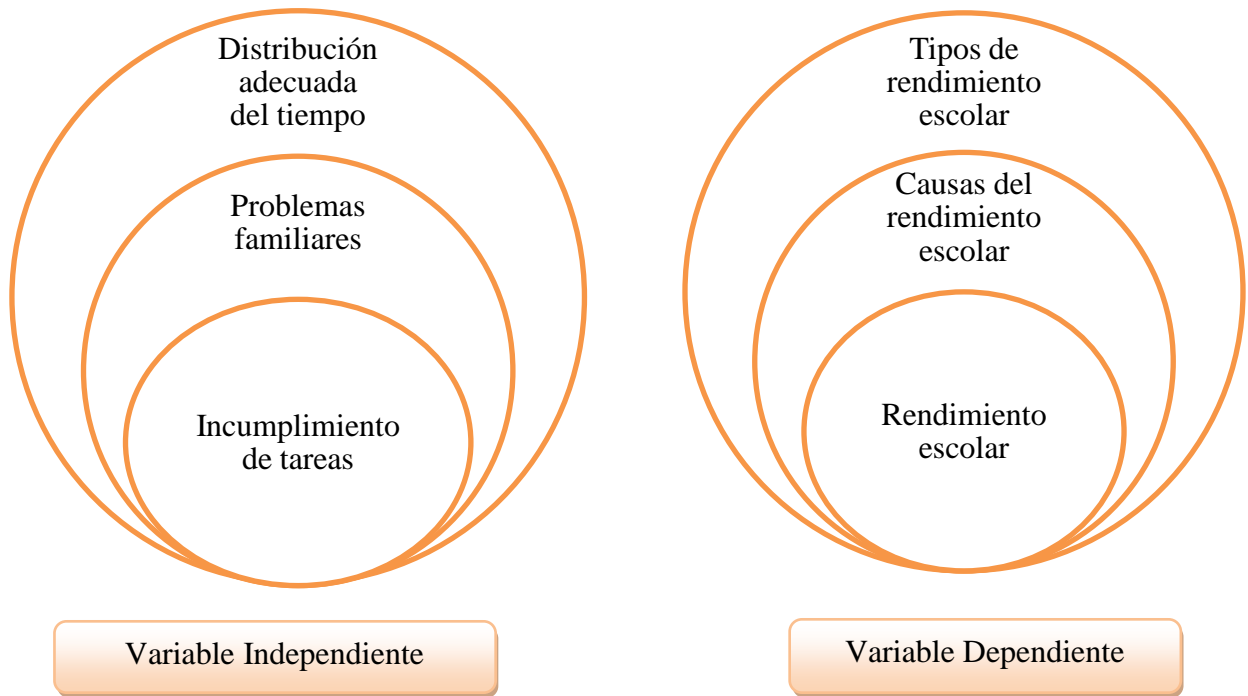 Distribución
adecuada
del tiempo
Problemas
familiares
Incumplimiento
de tareas
Variable Independiente
Tipos de
rendimiento
escolar
Causas del
rendimiento
escolar
Rendimiento
escolar
Variable Dependiente